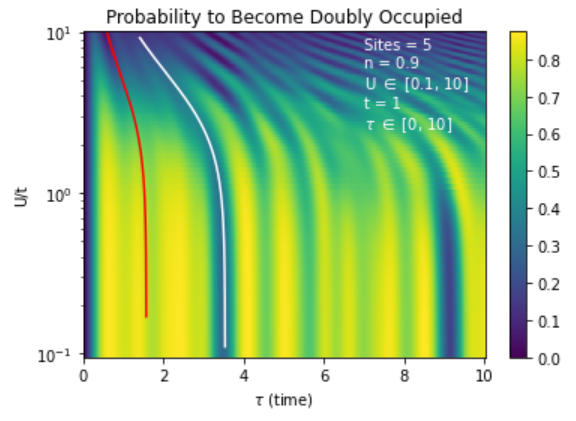 Probability to Become Doubly Occupied
10¹
10⁰
10⁻¹
U/t
Sites = 5
n = 0.9
U ∈ [0.1, 10]
t = 1
τ ∈ [0, 10]
0
2
4
6
8
10
τ (time)
0.8
0.7
0.6
0.5
0.4
0.3
0.2
0.1
0.0